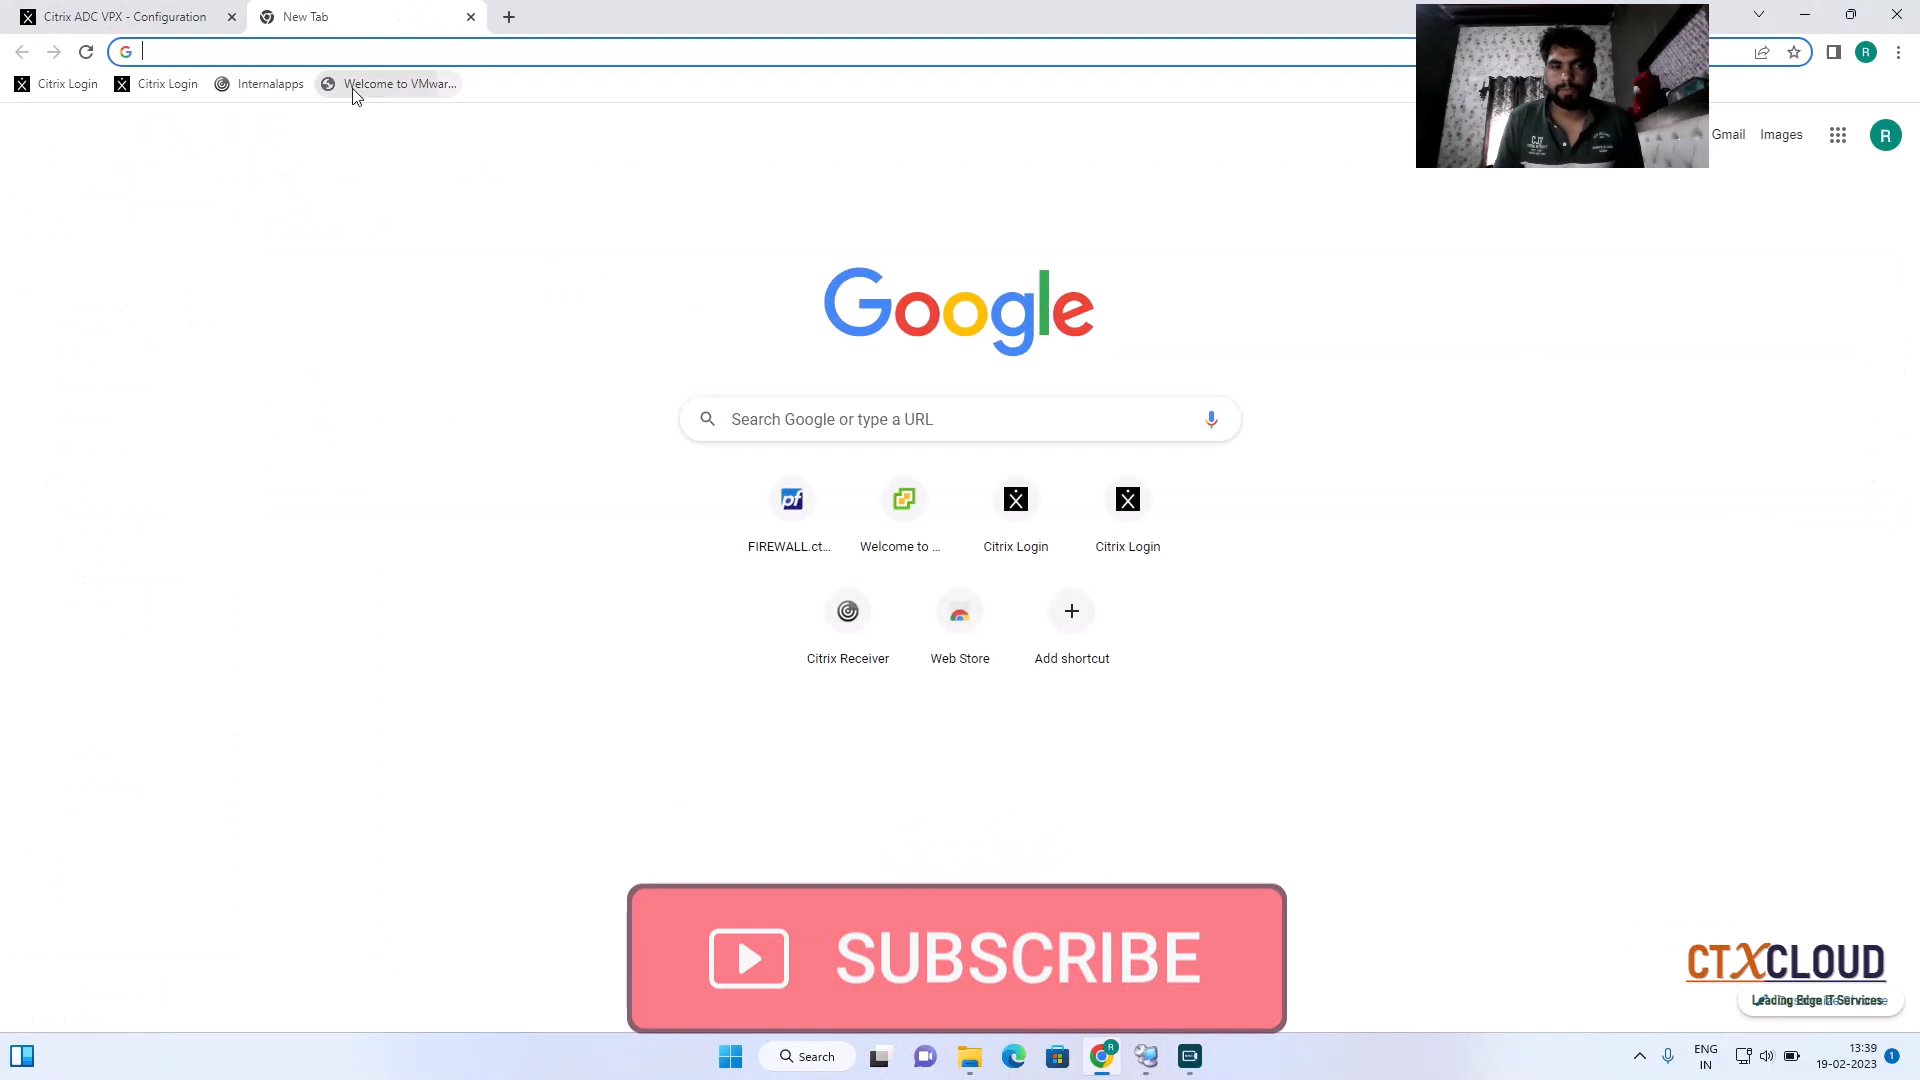 Citrix ADC VPX - Configuration
New Tab
Citrix Login
Citrix Login
Internalapps
Welcome to VMwar...
R
Gmail
Images
R
Google
Search Google or type a URL
FIREWALL.ct...
Welcome to ...
Citrix Login
Citrix Login
Citrix Receiver
Web Store
Add shortcut
SUBSCRIBE
CTXCLOUD
Leading Edge IT Services
Search
ENG
IN
13:39
19-02-2023
1